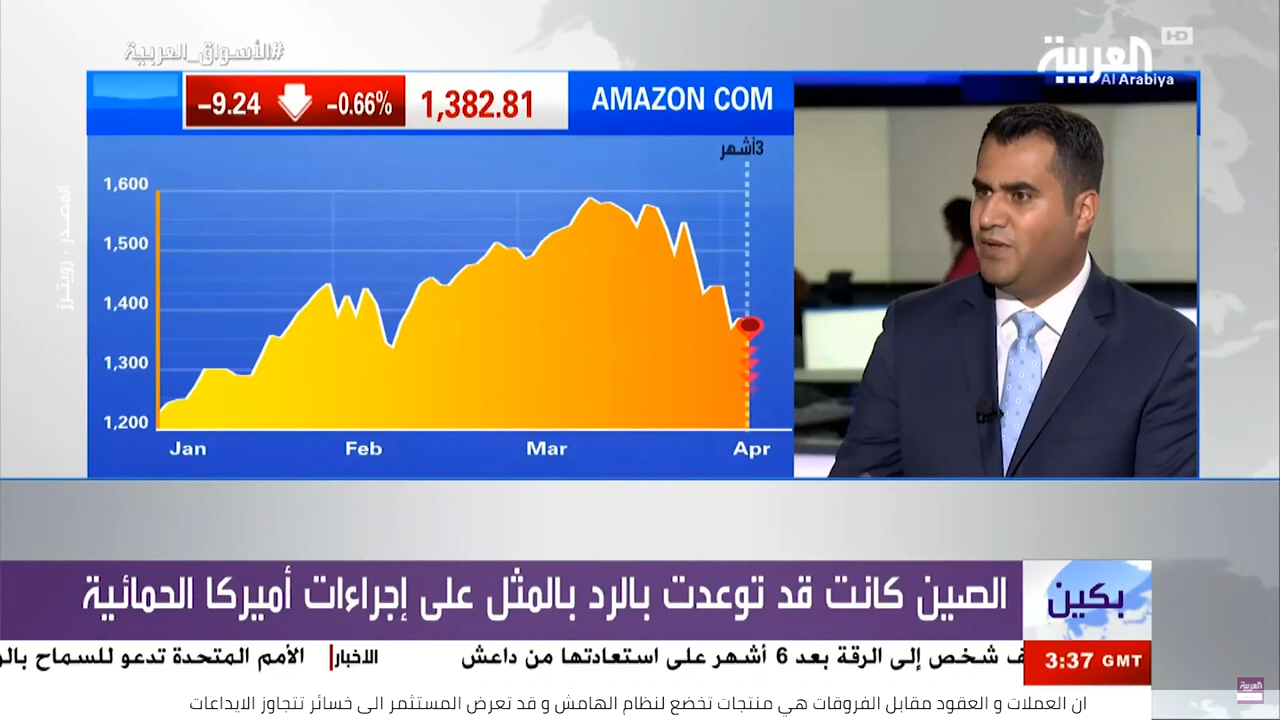 #الأسواق_العربية
HD
العربية
Al Arabiya
–9.24 –0.66% 1,382.81 AMAZON COM
3أشهر
المصدر : رويترز
1,600
1,500
1,400
1,300
1,200
Jan Feb Mar Apr
بكين
الصين كانت قد توعدت بالرد بالمثل على إجراءات أميركا الحمائية
شخص إلى الرقة بعد 6 أشهر على استعادتها من داعش الأخبار الأمم المتحدة تدعو للسماح
3:37 GMT
العربية
ان العملات و العقود مقابل الفروقات هي منتجات تخضع لنظام الهامش و قد تعرض المستثمر الى خسائر تتجاوز الايداعات